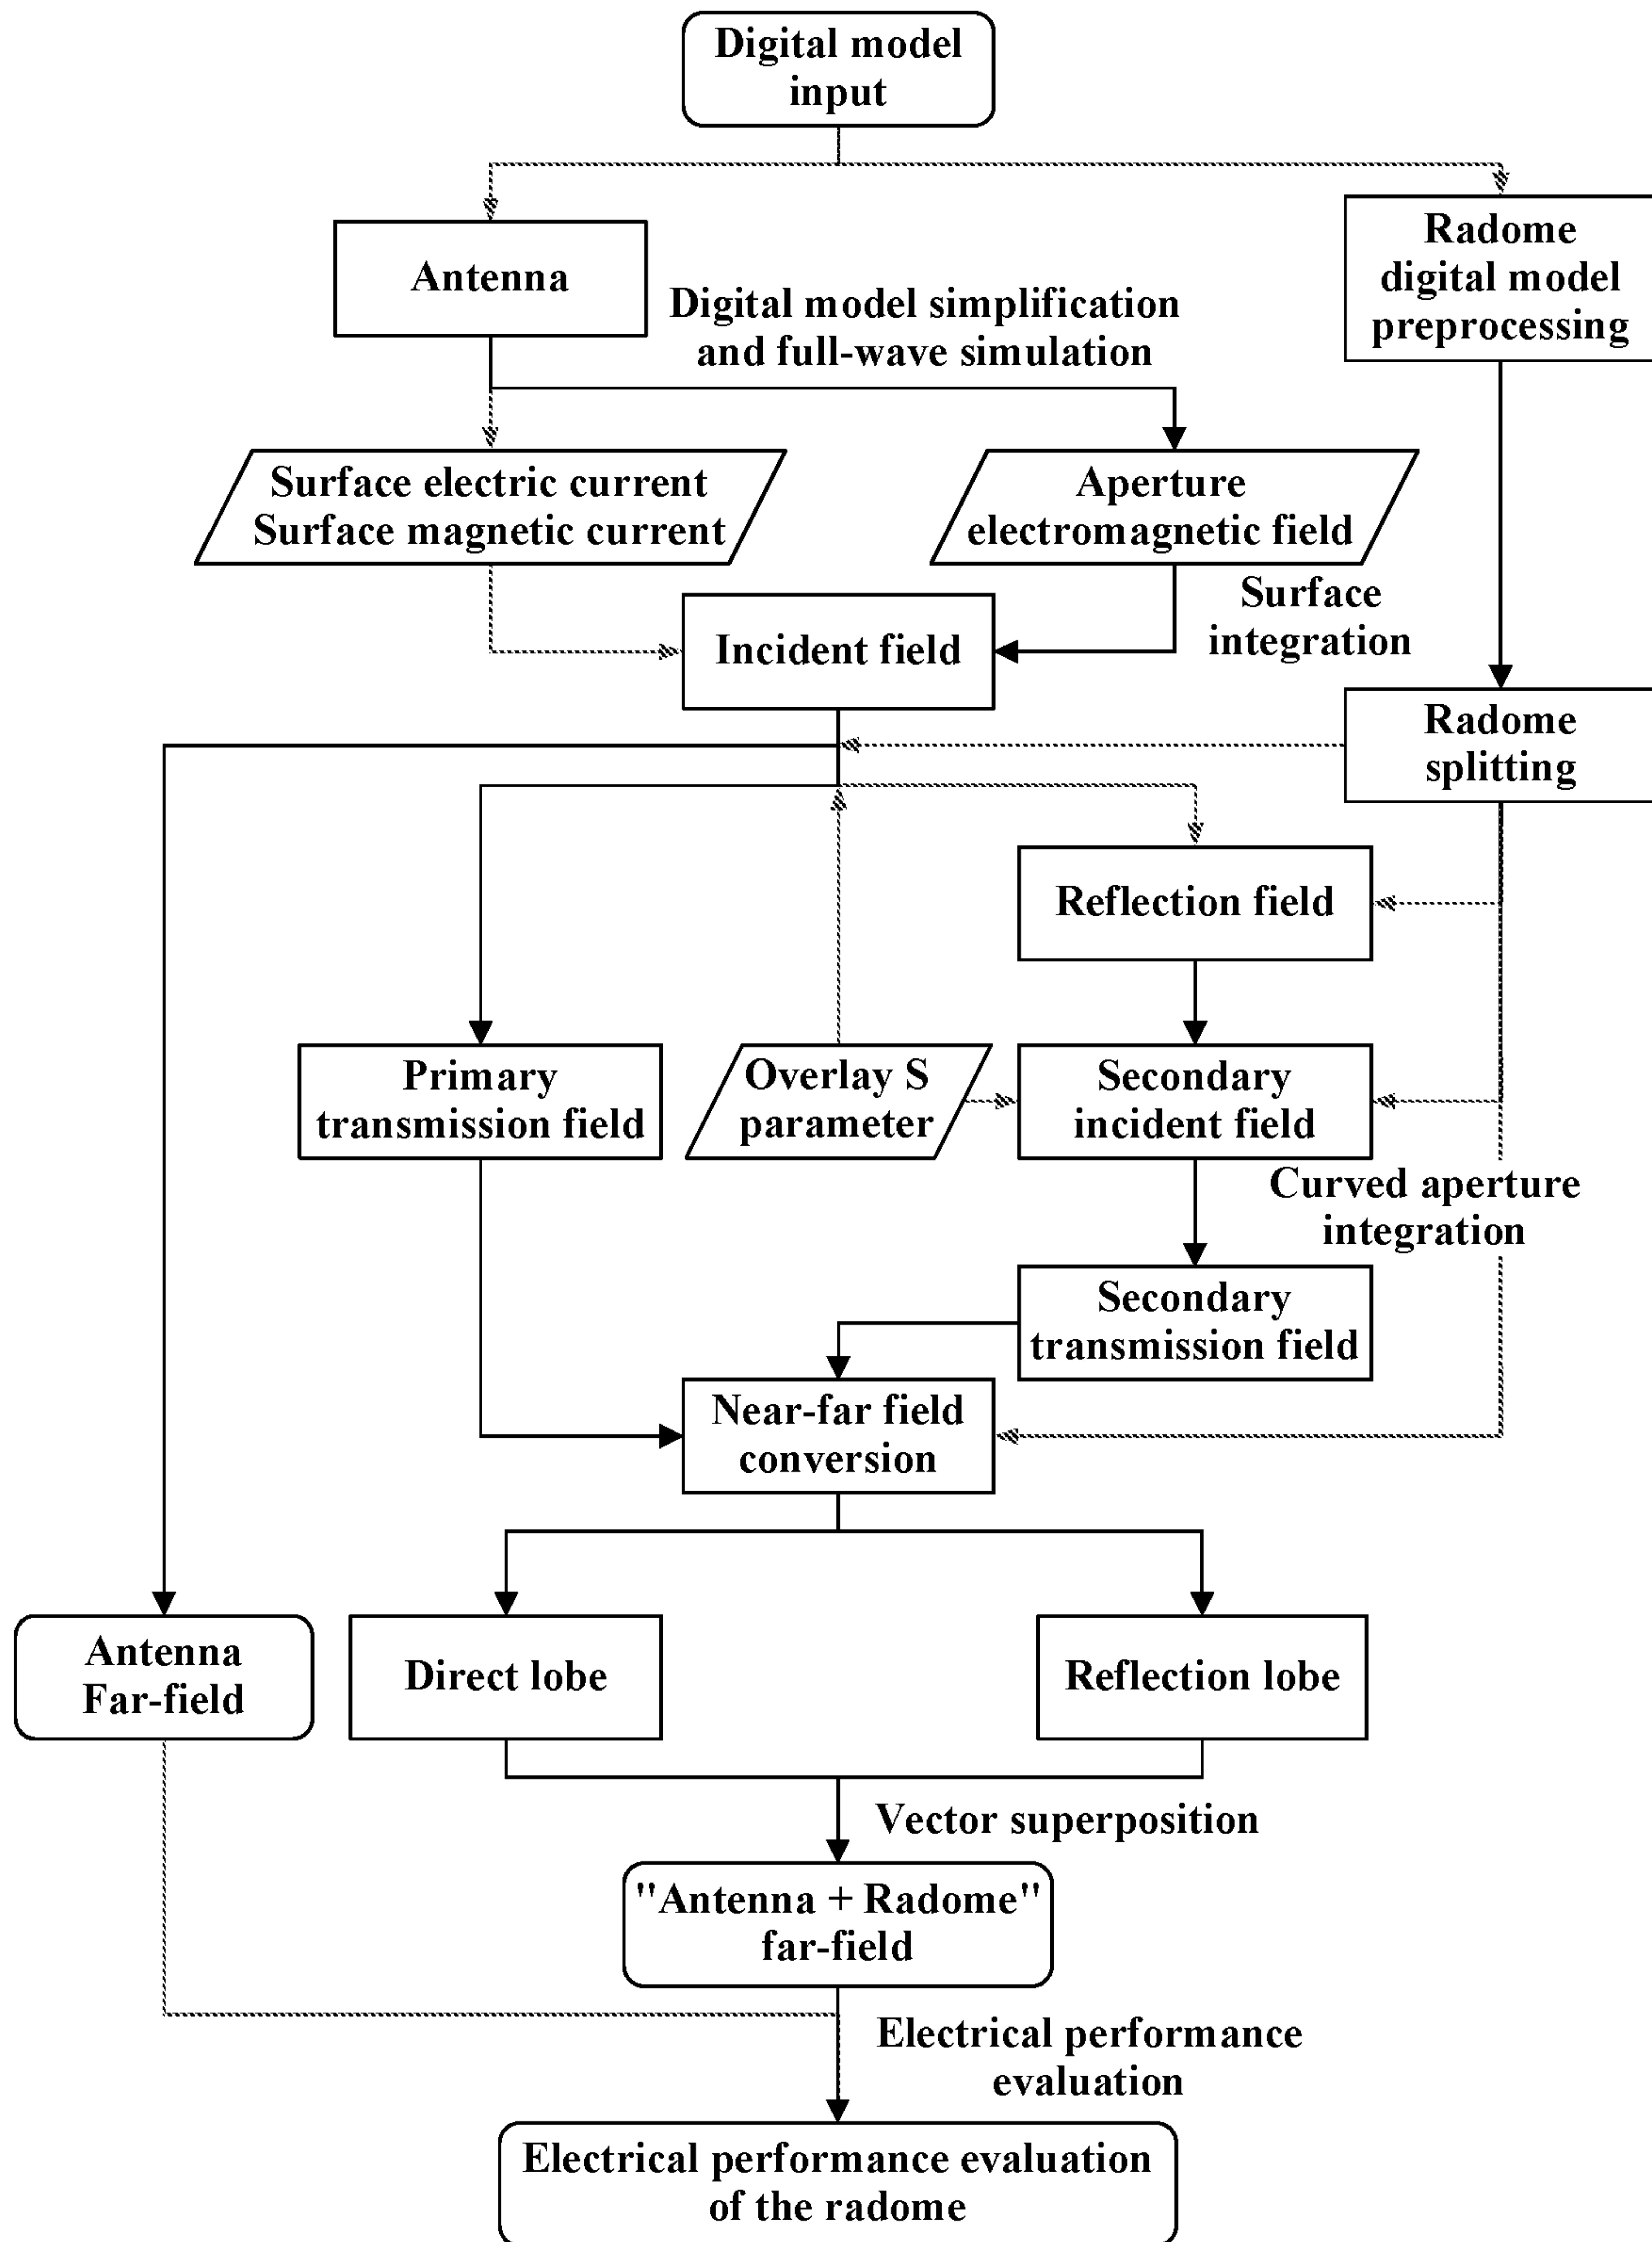 Digital model
input
Antenna
Radome
digital model
preprocessing
Digital model simplification
and full-wave simulation
Surface electric current
Surface magnetic current
Aperture
electromagnetic field
Surface
integration
Incident field
Radome
splitting
Reflection field
Primary
transmission field
Overlay S
parameter
Secondary
incident field
Curved aperture
integration
Secondary
transmission field
Near-far field
conversion
Antenna
Far-field
Direct lobe
Reflection lobe
Vector superposition
"Antenna + Radome"
far-field
Electrical performance
evaluation
Electrical performance evaluation
of the radome